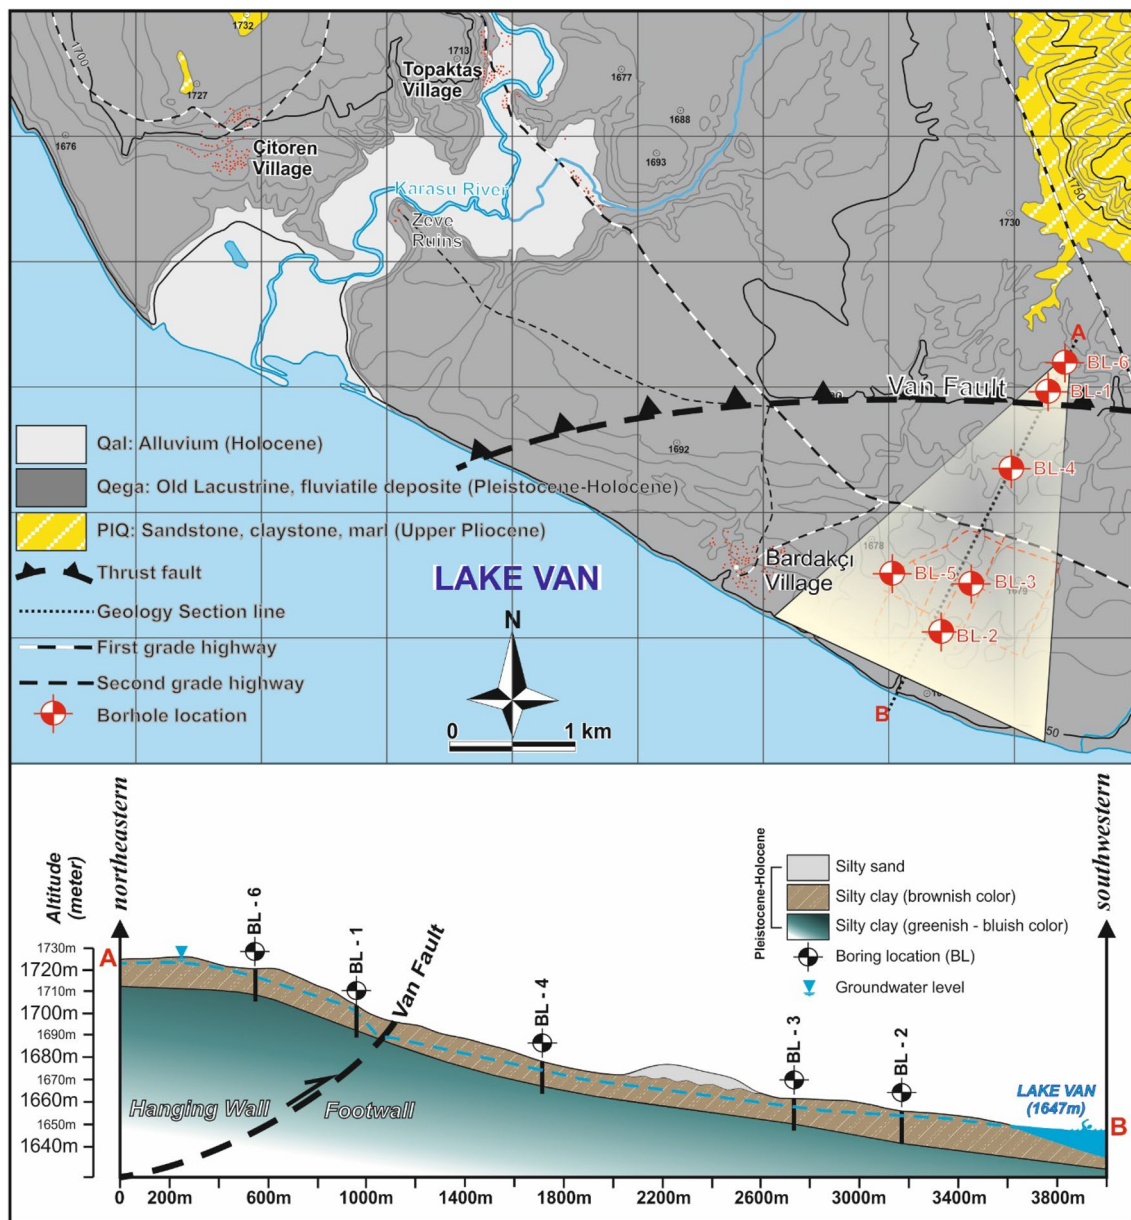 1732
1700
1713
Topaktaş
Village
1677
1727
1688
1676
Çitoren
Village
1693
1750
Karasu River
Zeve
Ruins
1730
A
BL-6
Van Fault
BL-1
1692
BL-4
Qal: Alluvium (Holocene)
Qega: Old Lacustrine, fluviatile deposite (Pleistocene-Holocene)
PlQ: Sandstone, claystone, marl (Upper Pliocene)
Thrust fault
Geology Section line
First grade highway
Second grade highway
Borhole location
LAKE VAN
N
0 1 km
Bardakçı
Village
1678
BL-5
BL-3
1679
BL-2
B
50
northeastern
southwestern
Altitude
(meter)
Pleistocene-Holocene
Silty sand
Silty clay (brownish color)
Silty clay (greenish - bluish color)
Boring location (BL)
Groundwater level
A
BL - 6
BL - 1
Van Fault
BL - 4
BL - 3
BL - 2
1730m
1720m
1710m
1700m
1690m
1680m
1670m
1660m
1650m
1640m
Hanging Wall
Footwall
LAKE VAN
(1647m)
B
0 200m 600m 1000m 1400m 1800m 2200m 2600m 3000m 3400m 3800m